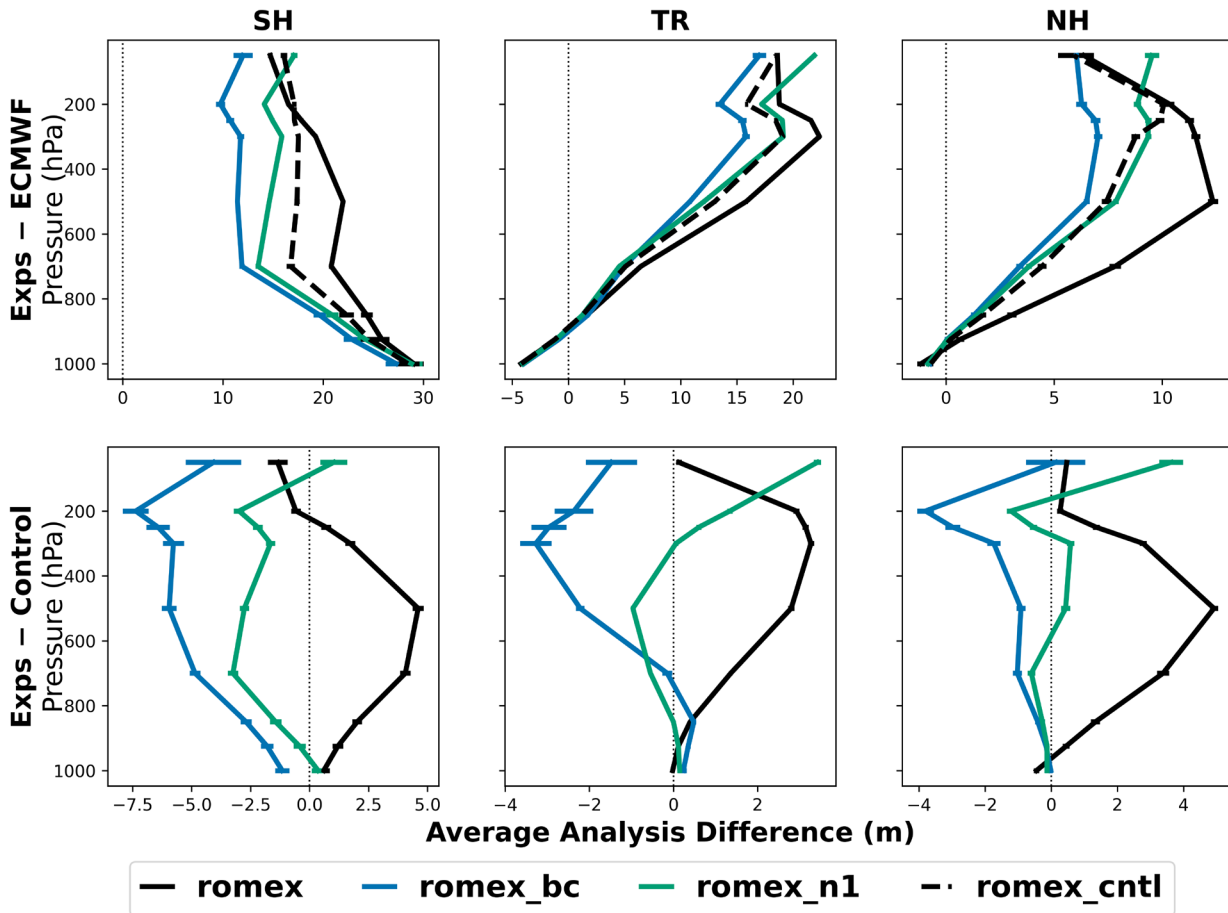 SH TR NH
Exps − ECMWF
Pressure (hPa)
200
400
600
800
1000
0 10 20 30
−5 0 5 10 15 20
0 5 10
Exps − Control
Pressure (hPa)
200
400
600
800
1000
−7.5 −5.0 −2.5 0.0 2.5 5.0
−4 −2 0 2
−4 −2 0 2 4
Average Analysis Difference (m)
romex romex_bc romex_n1 romex_cntl